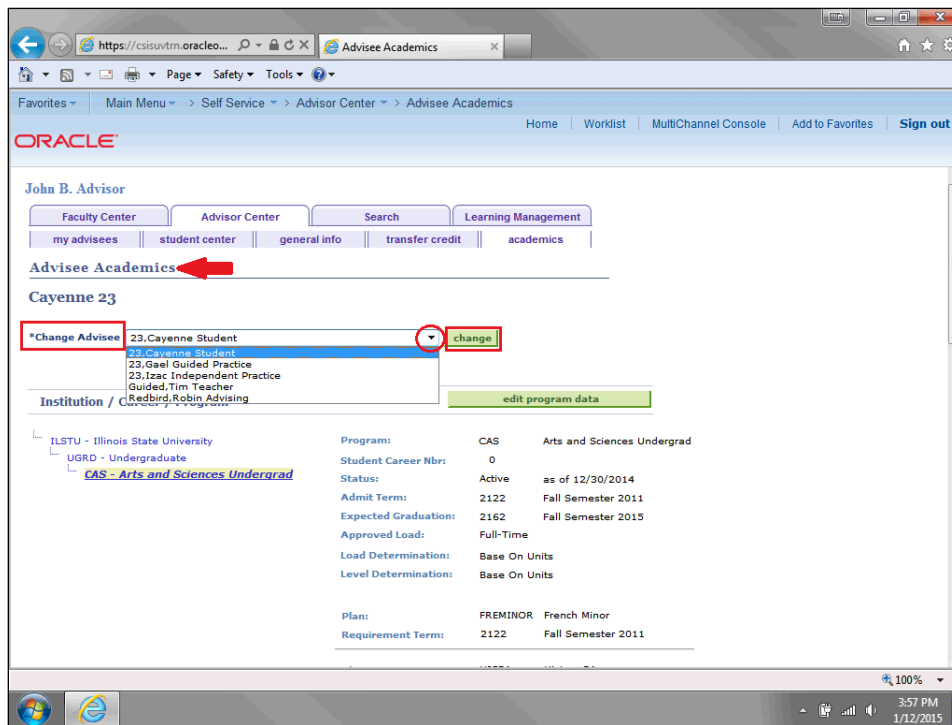 https://csisuvtrn.oracleo...
Advisee Academics
Page Safety Tools
Favorites Main Menu > Self Service > Advisor Center > Advisee Academics
Home Worklist MultiChannel Console Add to Favorites Sign out
ORACLE
John B. Advisor
Faculty Center Advisor Center Search Learning Management
my advisees student center general info transfer credit academics
Advisee Academics
Cayenne 23
*Change Advisee 23,Cayenne Student change
23,Cayenne Student
23,Gael Guided Practice
23,Izac Independent Practice
Guided,Tim Teacher
Redbird,Robin Advising
Institution / Career / Program edit program data
ILSTU - Illinois State University
UGRD - Undergraduate
CAS - Arts and Sciences Undergrad
Program: CAS Arts and Sciences Undergrad
Student Career Nbr: 0
Status: Active as of 12/30/2014
Admit Term: 2122 Fall Semester 2011
Expected Graduation: 2162 Fall Semester 2015
Approved Load: Full-Time
Load Determination: Base On Units
Level Determination: Base On Units
Plan: FREMINOR French Minor
Requirement Term: 2122 Fall Semester 2011
100%
3:57 PM
1/12/2015